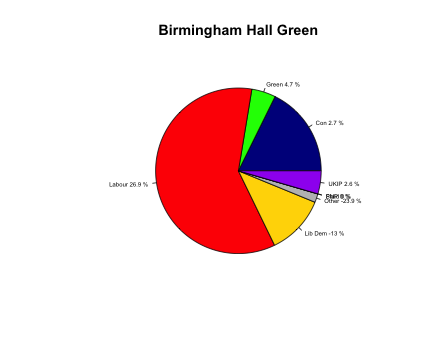 Birmingham Hall Green
Green 4.7 %
Con 2.7 %
Labour 26.9 %
UKIP 2.6 %
Other -23.9 %
Lib Dem -13 %